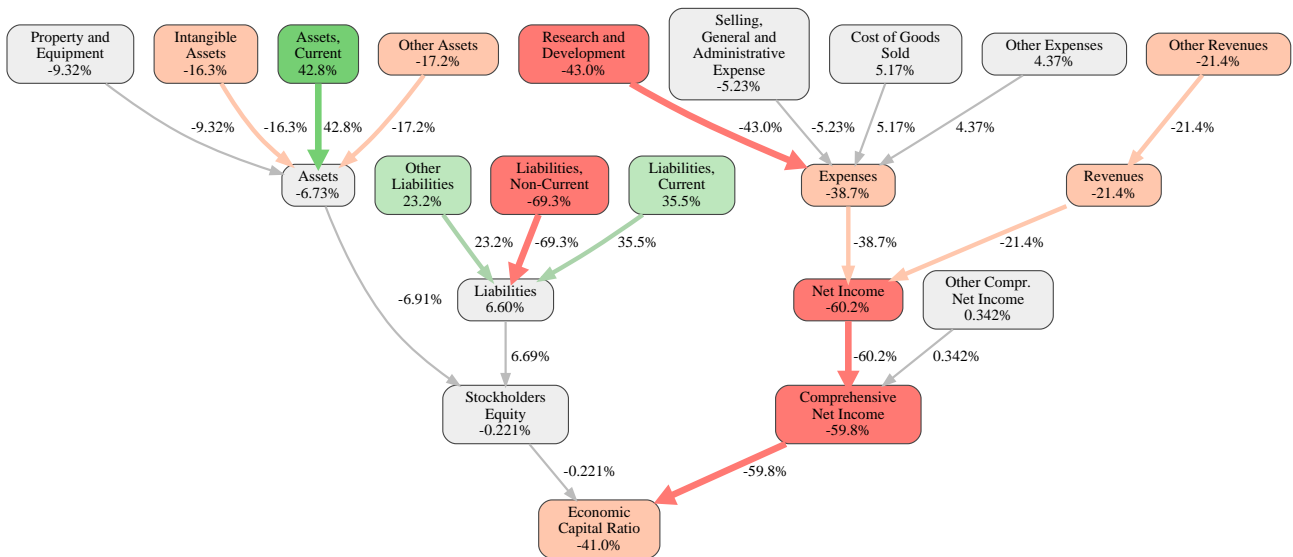 Property and
Equipment
-9.32%
Intangible
Assets
-16.3%
Assets,
Current
42.8%
Other Assets
-17.2%
Research and
Development
-43.0%
Selling,
General and
Administrative
Expense
-5.23%
Cost of Goods
Sold
5.17%
Other Expenses
4.37%
Other Revenues
-21.4%
-9.32%
-16.3%
42.8%
-17.2%
-43.0%
-5.23%
5.17%
4.37%
-21.4%
Assets
-6.73%
Other
Liabilities
23.2%
Liabilities,
Non-Current
-69.3%
Liabilities,
Current
35.5%
Expenses
-38.7%
Revenues
-21.4%
23.2%
-69.3%
35.5%
-38.7%
-21.4%
-6.91%
Liabilities
6.60%
Net Income
-60.2%
Other Compr.
Net Income
0.342%
6.69%
-60.2%
0.342%
Stockholders
Equity
-0.221%
Comprehensive
Net Income
-59.8%
-0.221%
-59.8%
Economic
Capital Ratio
-41.0%